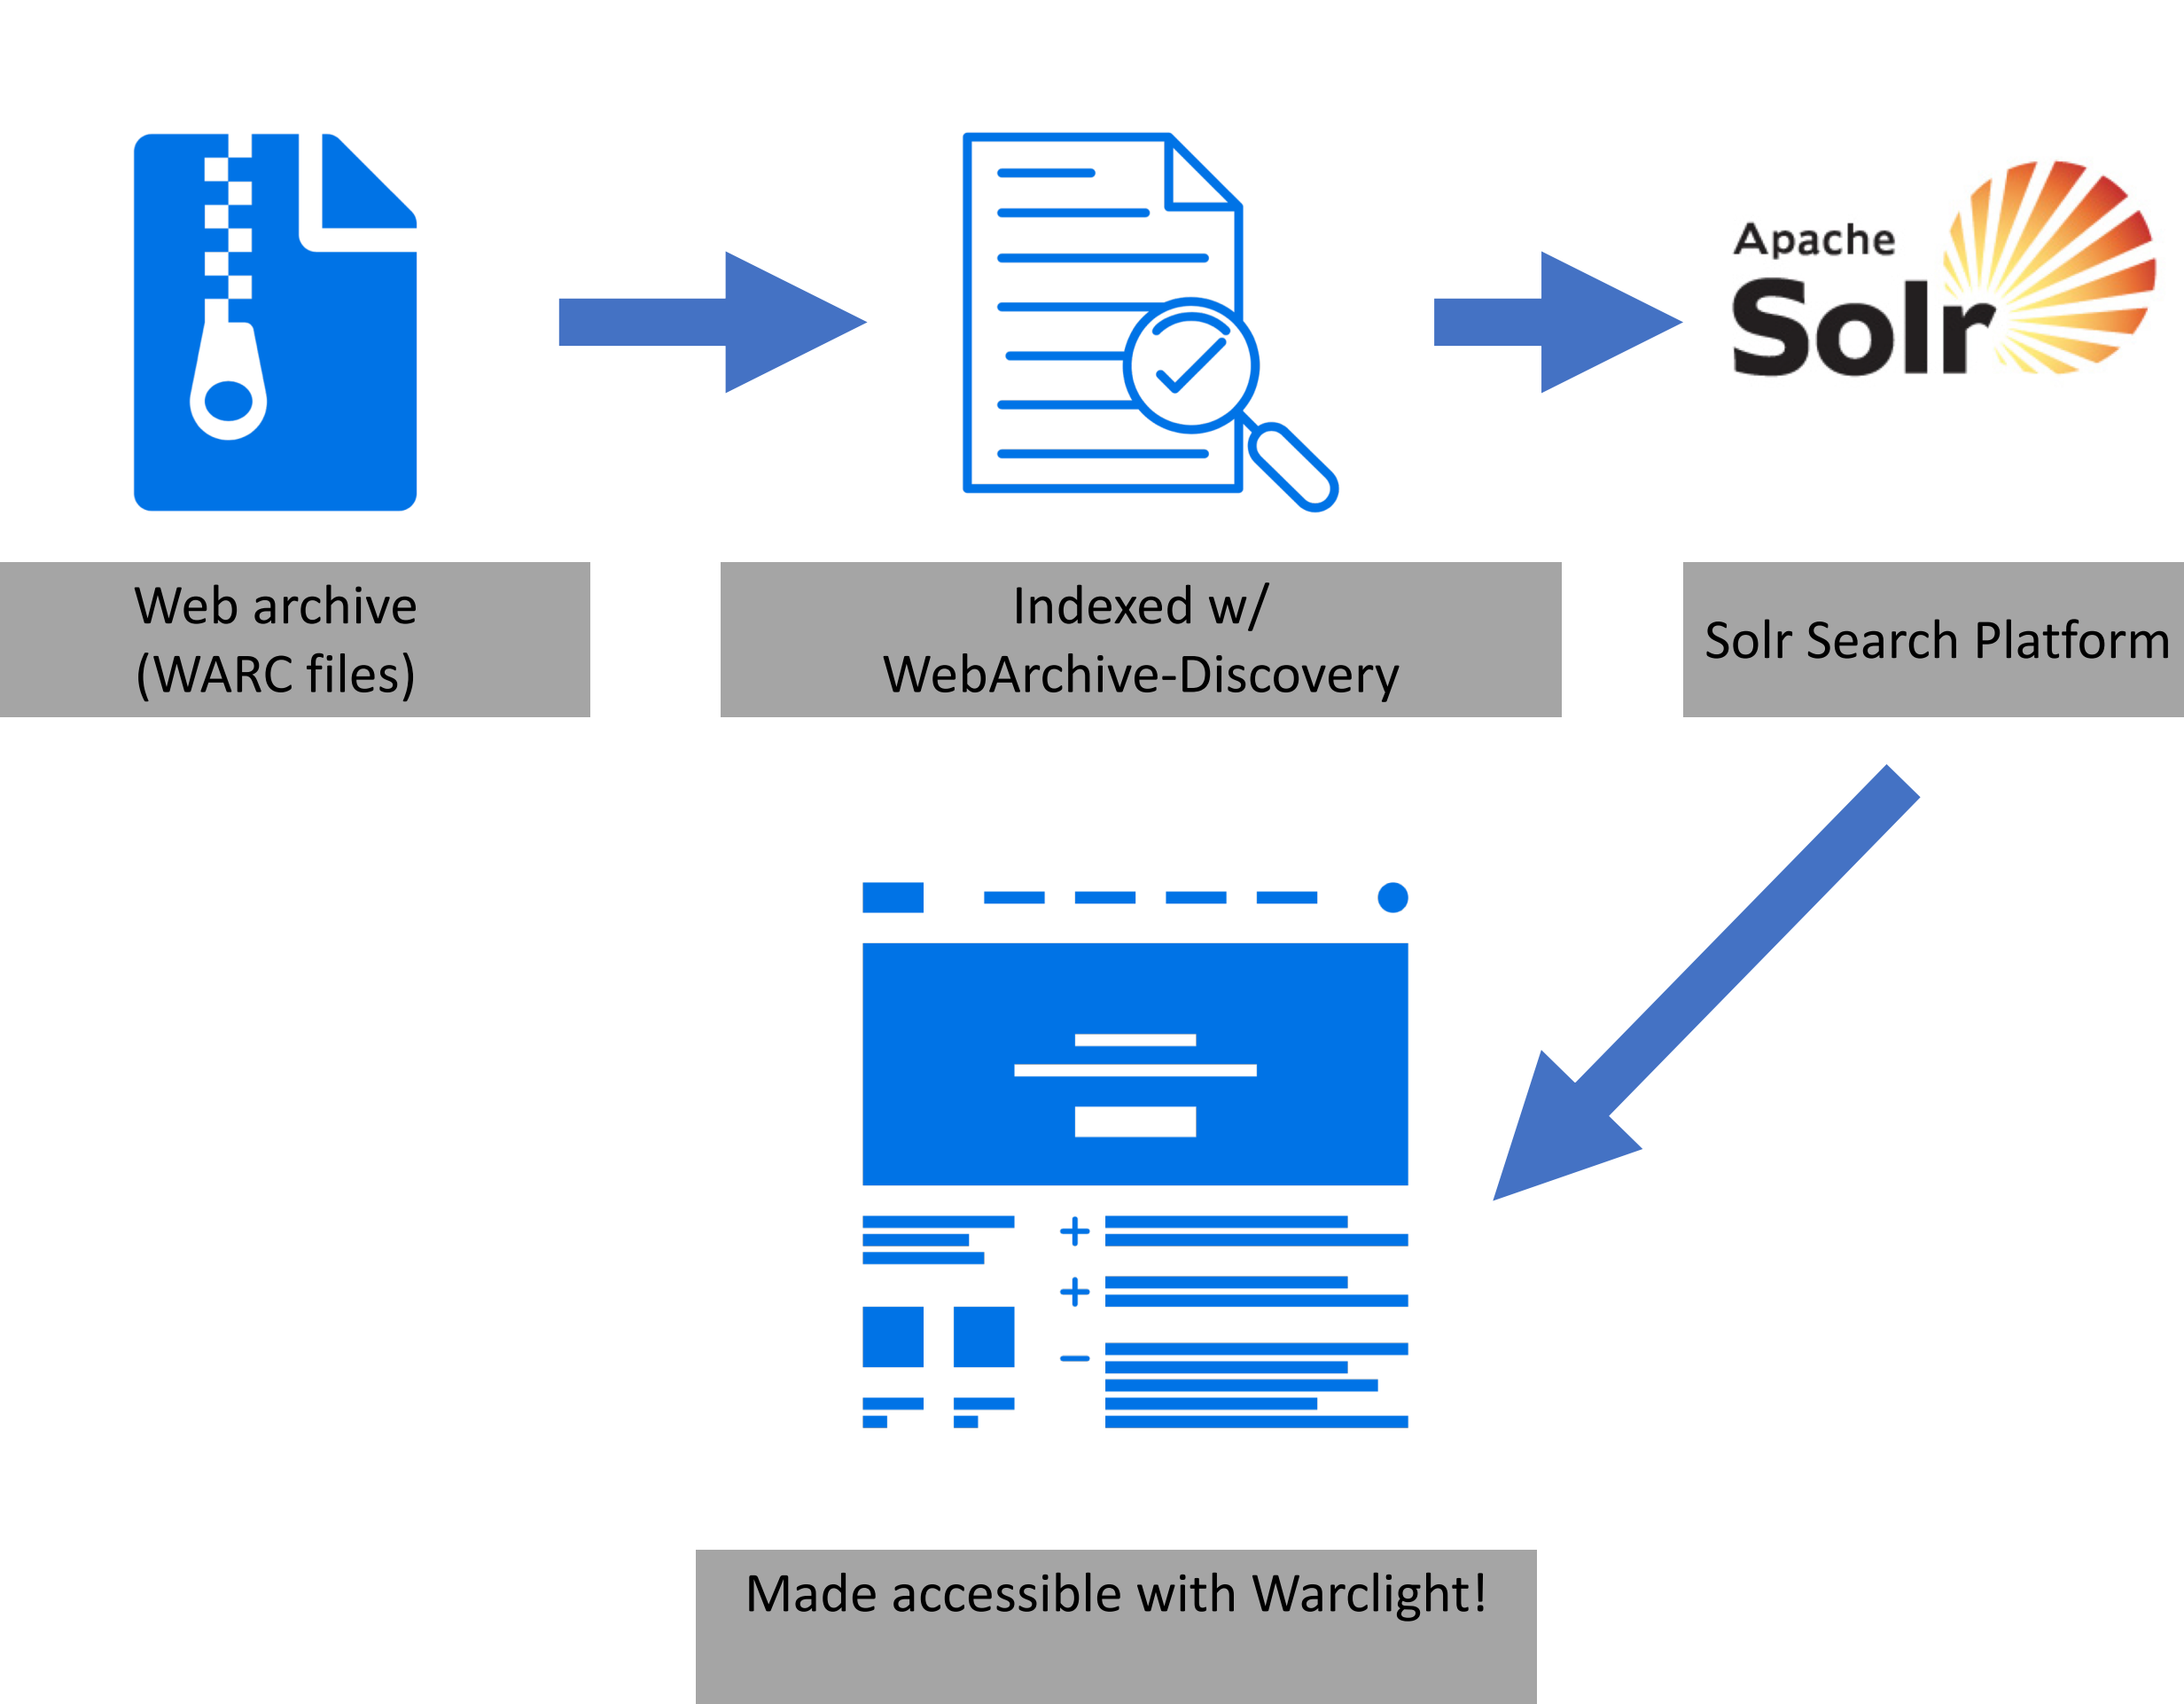 Apache
Solr
Web archive
(WARC files)
Indexed w/
WebArchive-Discovery
Solr Search Platform
Made accessible with Warclight!